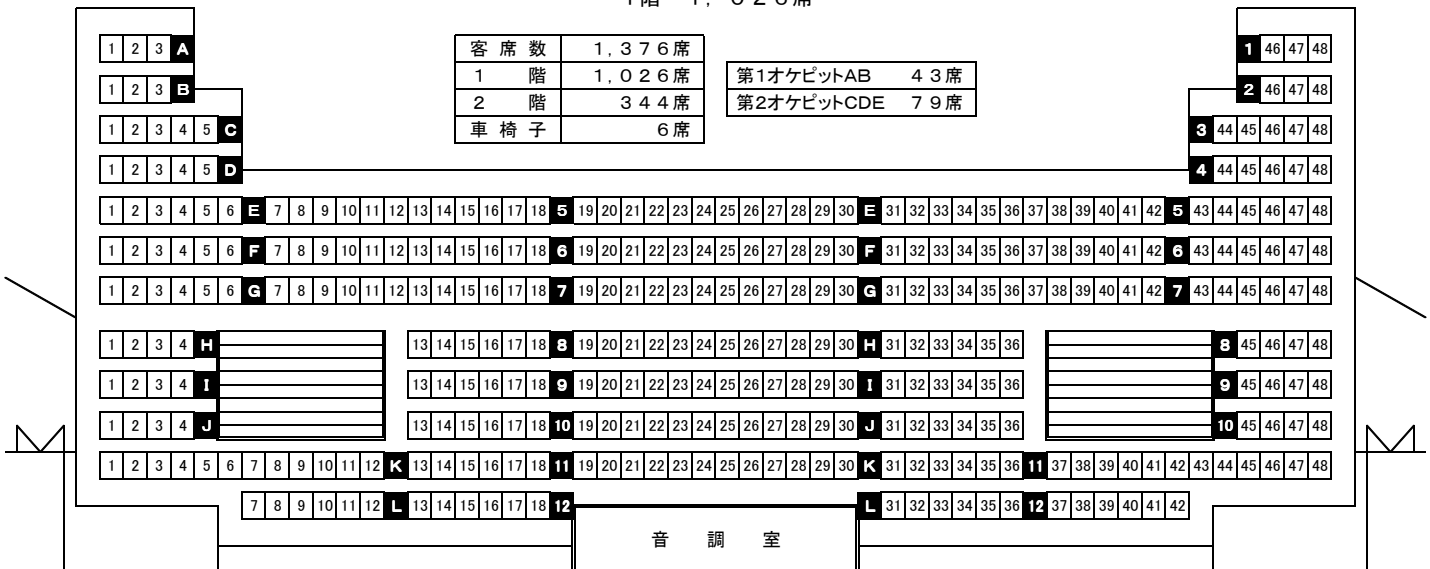 1階 1,026席
客席数 1,376席
1階 1,026席
2階 344席
車椅子 6席
第1オケピットAB 43席
第2オケピットCDE 79席
1 2 3 A 1 46 47 48
1 2 3 B 2 46 47 48
1 2 3 4 5 C 3 44 45 46 47 48
1 2 3 4 5 D 4 44 45 46 47 48
1 2 3 4 5 6 E 7 8 9 10 11 12 13 14 15 16 17 18 5 19 20 21 22 23 24 25 26 27 28 29 30 E 31 32 33 34 35 36 37 38 39 40 41 42 5 43 44 45 46 47 48
1 2 3 4 5 6 F 7 8 9 10 11 12 13 14 15 16 17 18 6 19 20 21 22 23 24 25 26 27 28 29 30 F 31 32 33 34 35 36 37 38 39 40 41 42 6 43 44 45 46 47 48
1 2 3 4 5 6 G 7 8 9 10 11 12 13 14 15 16 17 18 7 19 20 21 22 23 24 25 26 27 28 29 30 G 31 32 33 34 35 36 37 38 39 40 41 42 7 43 44 45 46 47 48
1 2 3 4 H 13 14 15 16 17 18 8 19 20 21 22 23 24 25 26 27 28 29 30 H 31 32 33 34 35 36 8 45 46 47 48
1 2 3 4 I 13 14 15 16 17 18 9 19 20 21 22 23 24 25 26 27 28 29 30 I 31 32 33 34 35 36 9 45 46 47 48
1 2 3 4 J 13 14 15 16 17 18 10 19 20 21 22 23 24 25 26 27 28 29 30 J 31 32 33 34 35 36 10 45 46 47 48
1 2 3 4 5 6 7 8 9 10 11 12 K 13 14 15 16 17 18 11 19 20 21 22 23 24 25 26 27 28 29 30 K 31 32 33 34 35 36 11 37 38 39 40 41 42 43 44 45 46 47 48
7 8 9 10 11 12 L 13 14 15 16 17 18 12 L 31 32 33 34 35 36 12 37 38 39 40 41 42
音調室